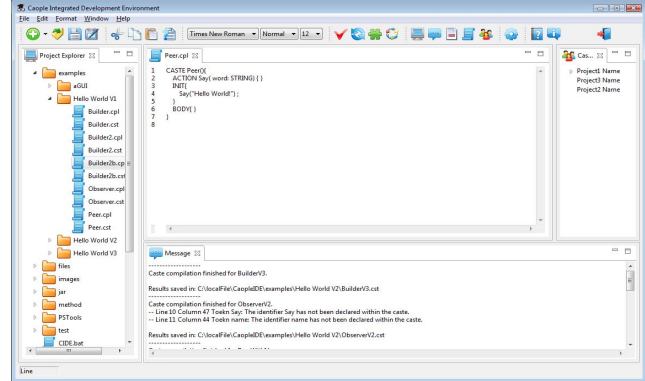 Caople Integrated Development Environment
File Edit Format Window Help
Times New Roman Normal 12
Project Explorer
examples
aGUI
Hello World V1
Builder.cpl
Builder.cst
Builder2.cpl
Builder2.cst
Builder2b.cp
Builder2b.cst
Observer.cpl
Observer.cst
Peer.cpl
Peer.cst
Hello World V2
Hello World V3
files
images
jar
method
PSTools
test
CIDE.bat
Peer.cpl
1 CASTE Peer(){
2 ACTION Say( word: STRING) { }
3 INIT{
4 Say("Hello World!") ;
5 }
6 BODY{ }
7 }
8
Cas...
Project1 Name
Project3 Name
Project2 Name
Message
-------------------
Caste compilation finished for BuilderV3.
Results saved in: C:\localFile\CaopleIDE\examples\Hello World V2\BuilderV3.cst
-------------------
Caste compilation finished for ObserverV2.
-- Line 10 Column 47 Toekn Say: The identifier Say has not been declared within the caste.
-- Line 11 Column 44 Toekn name: The identifier name has not been declared within the caste.
Results saved in: C:\localFile\CaopleIDE\examples\Hello World V2\ObserverV2.cst
-------------------
Line